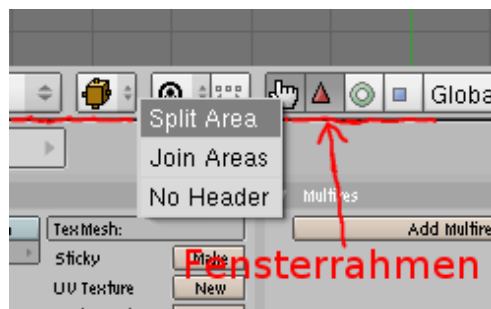 Globa
Split Area
Join Areas
No Header
Multires
TexMesh:
Add Multire
Sticky
Make
Fensterrahmen
UV Texture
New